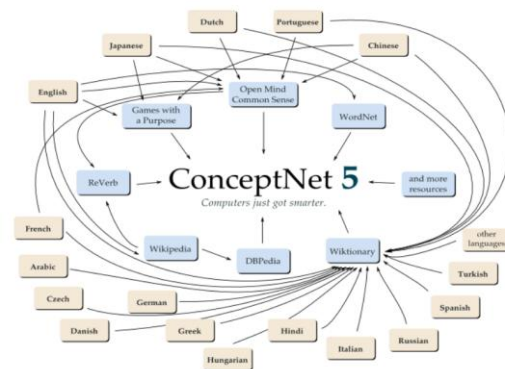 Dutch
Portuguese
Japanese
Chinese
English
Open Mind
Common Sense
Games with
a Purpose
WordNet
ReVerb
ConceptNet 5
and more
resources
Computers just got smarter.
French
Wikipedia
DBPedia
Wiktionary
other
languages
Arabic
Turkish
Czech
German
Spanish
Danish
Greek
Hindi
Russian
Hungarian
Italian